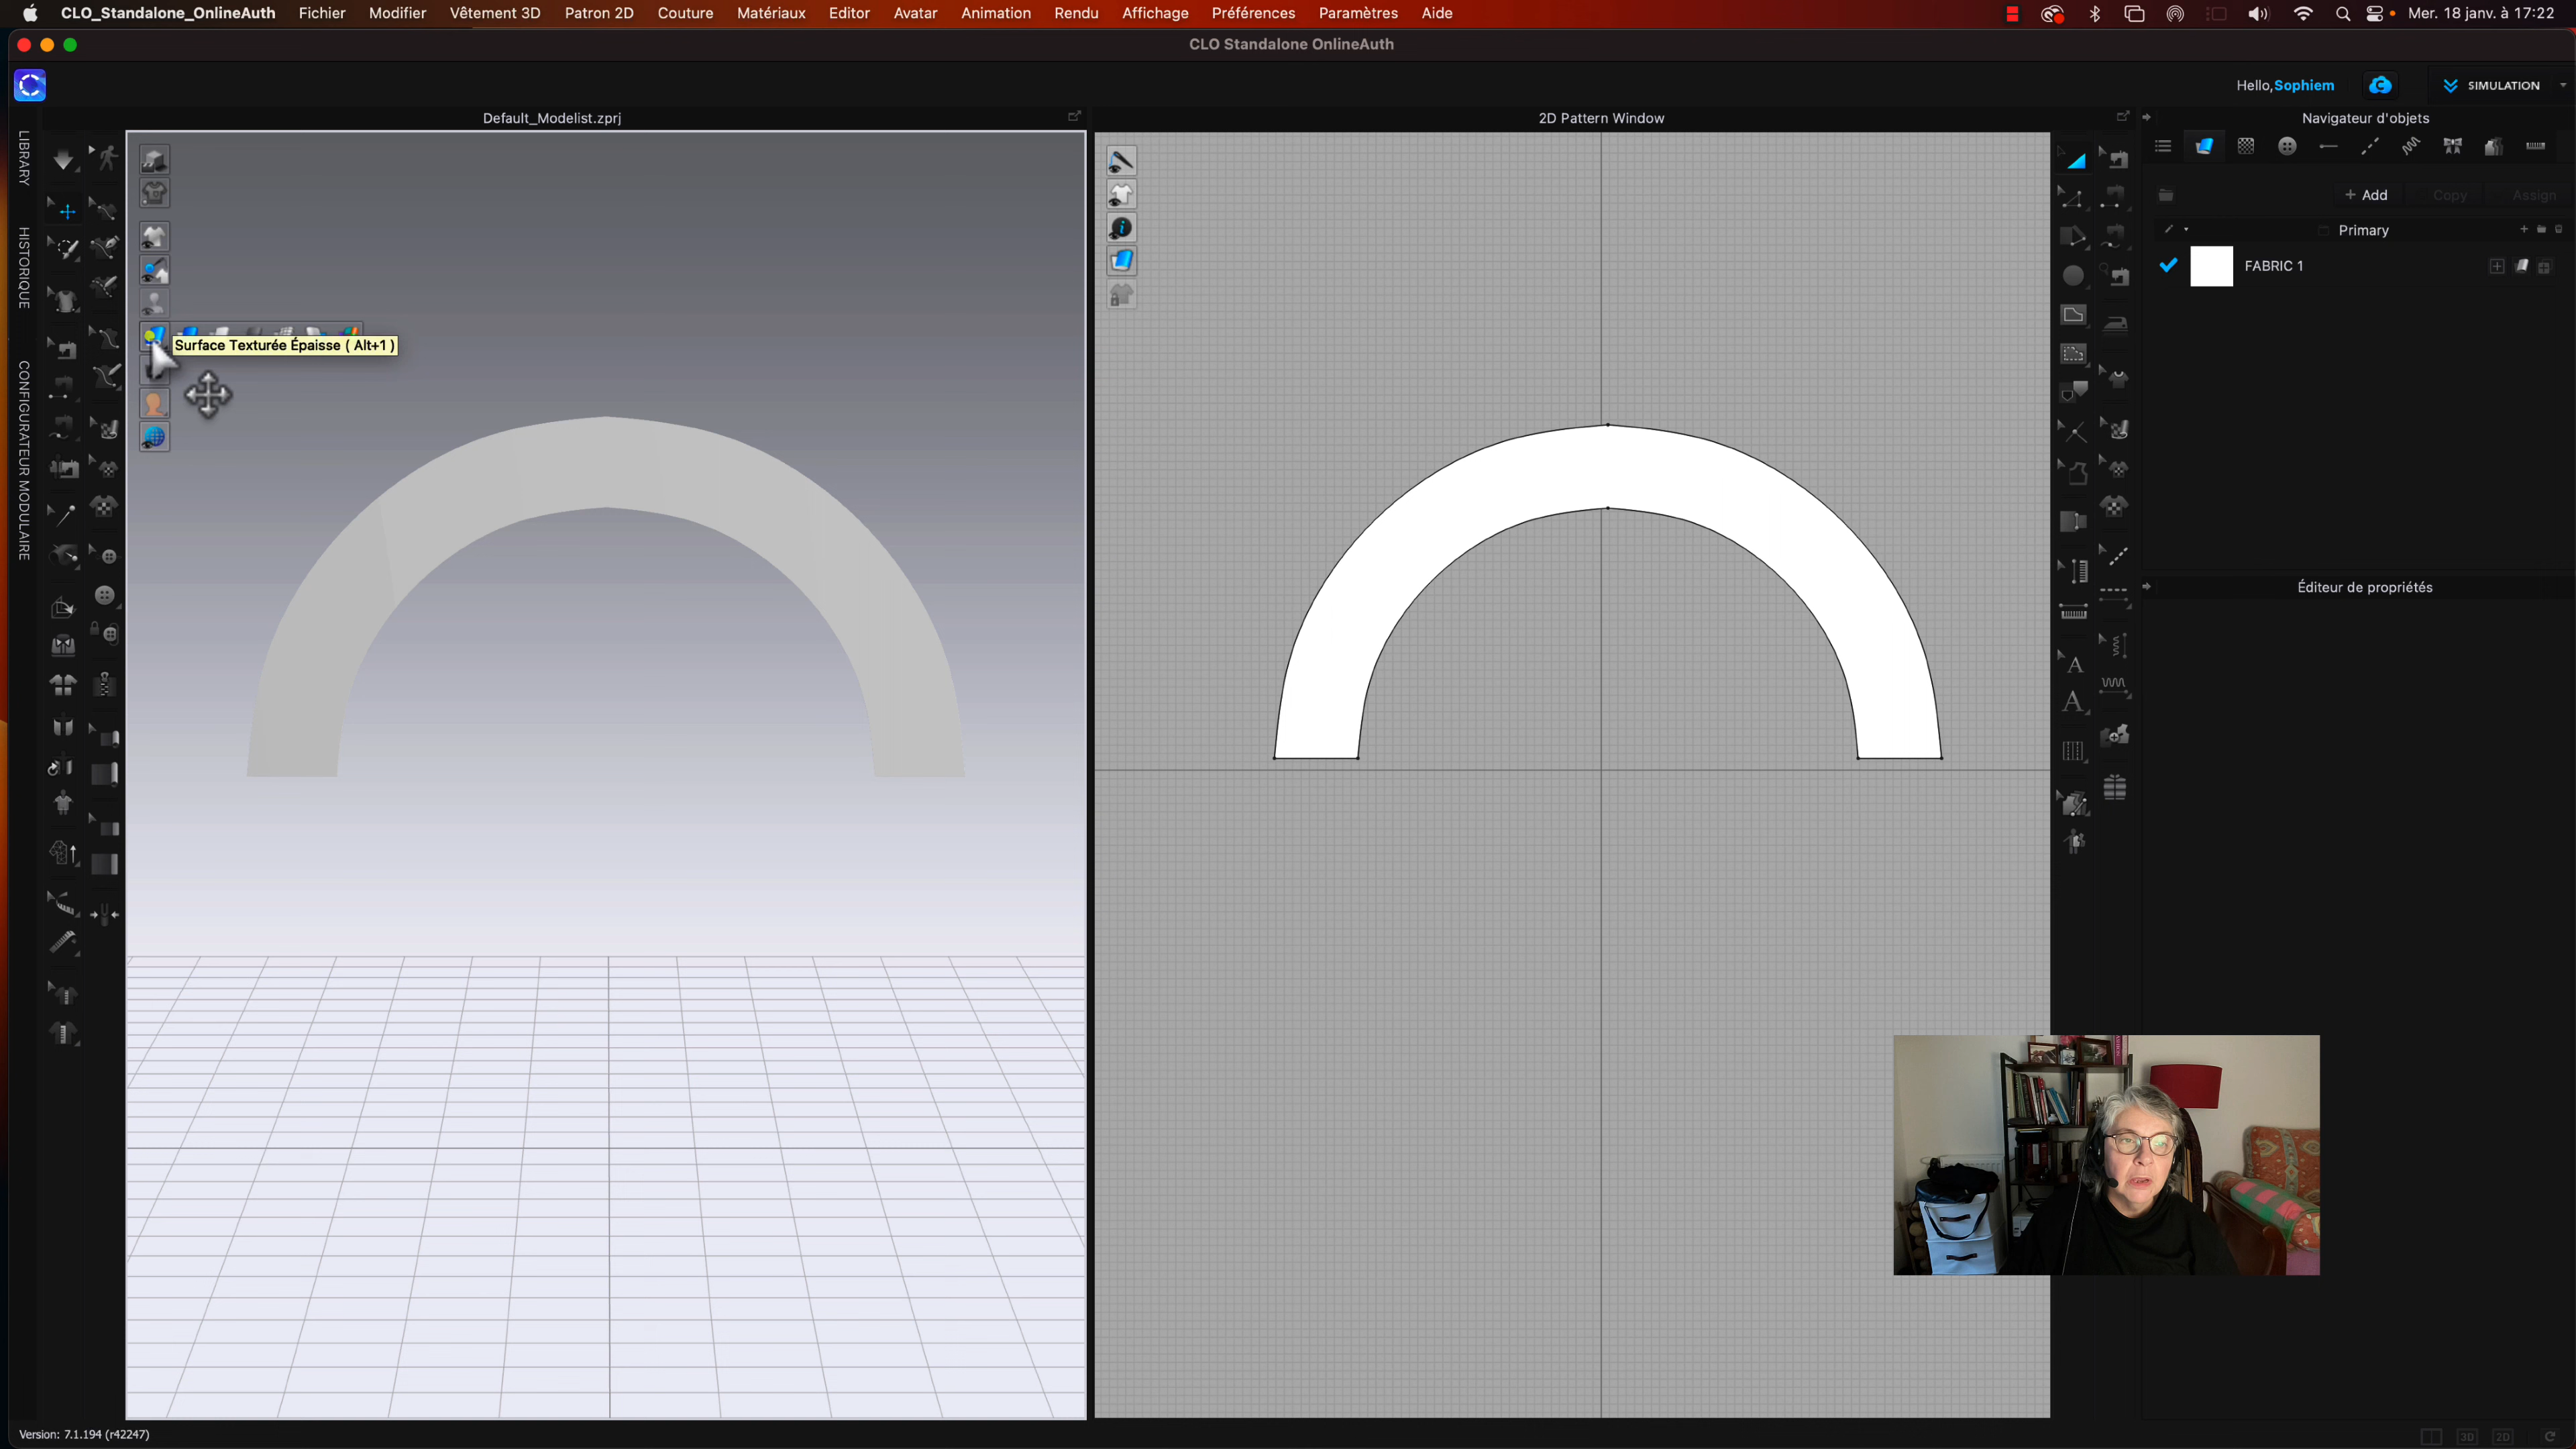 CLO_Standalone_OnlineAuth Fichier Modifier Vêtement 3D Patron 2D Couture Matériaux Editor Avatar Animation Rendu Affichage Préférences Paramètres Aide Mer. 18 janv. à 17:22
CLO Standalone OnlineAuth
Hello,Sophiem SIMULATION
Default_Modelist.zprj 2D Pattern Window Navigateur d'objets
LIBRARY
HISTORIQUE
CONFIGURATEUR MODULAIRE
+ Add Copy Assign
Primary
FABRIC 1
Surface Texturée Épaisse ( Alt+1 )
Éditeur de propriétés
A
A
Version: 7.1.194 (r42247)
3D 2D